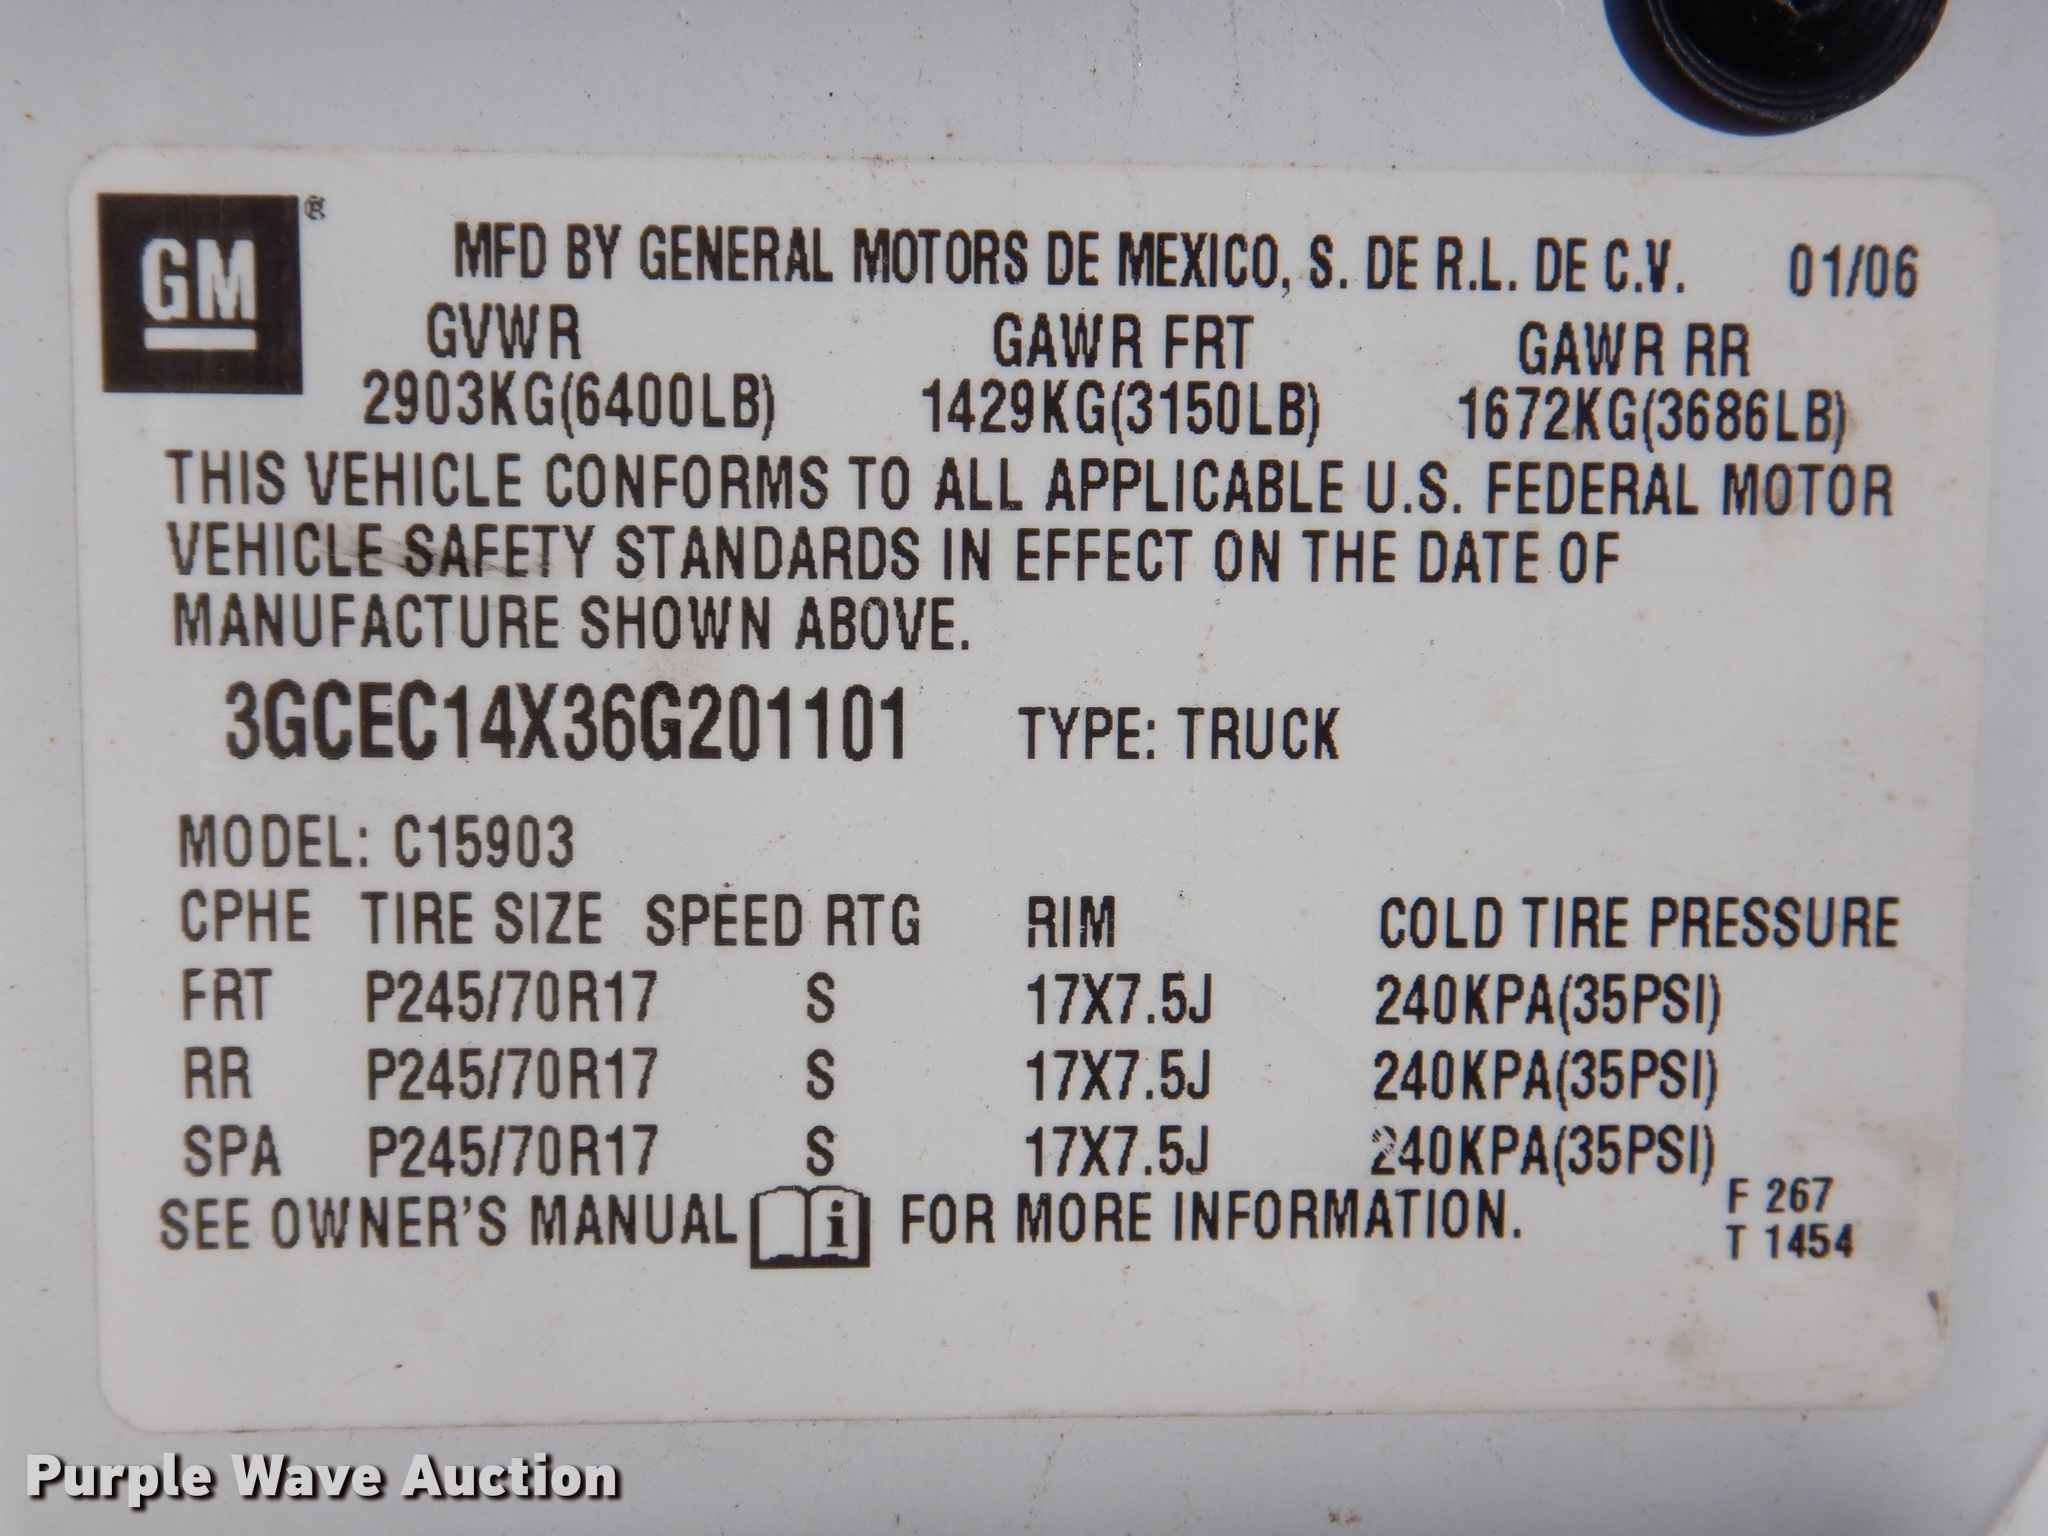 GM ®
MFD BY GENERAL MOTORS DE MEXICO, S. DE R.L. DE C.V. 01/06
GVWR GAWR FRT GAWR RR
2903KG(6400LB) 1429KG(3150LB) 1672KG(3686LB)
THIS VEHICLE CONFORMS TO ALL APPLICABLE U.S. FEDERAL MOTOR
VEHICLE SAFETY STANDARDS IN EFFECT ON THE DATE OF
MANUFACTURE SHOWN ABOVE.
3GCEC14X36G201101 TYPE: TRUCK
MODEL: C15903
CPHE TIRE SIZE SPEED RTG RIM COLD TIRE PRESSURE
FRT P245/70R17 S 17X7.5J 240KPA(35PSI)
RR P245/70R17 S 17X7.5J 240KPA(35PSI)
SPA P245/70R17 S 17X7.5J 240KPA(35PSI)
SEE OWNER'S MANUAL i FOR MORE INFORMATION.
F 267
T 1454
Purple Wave Auction